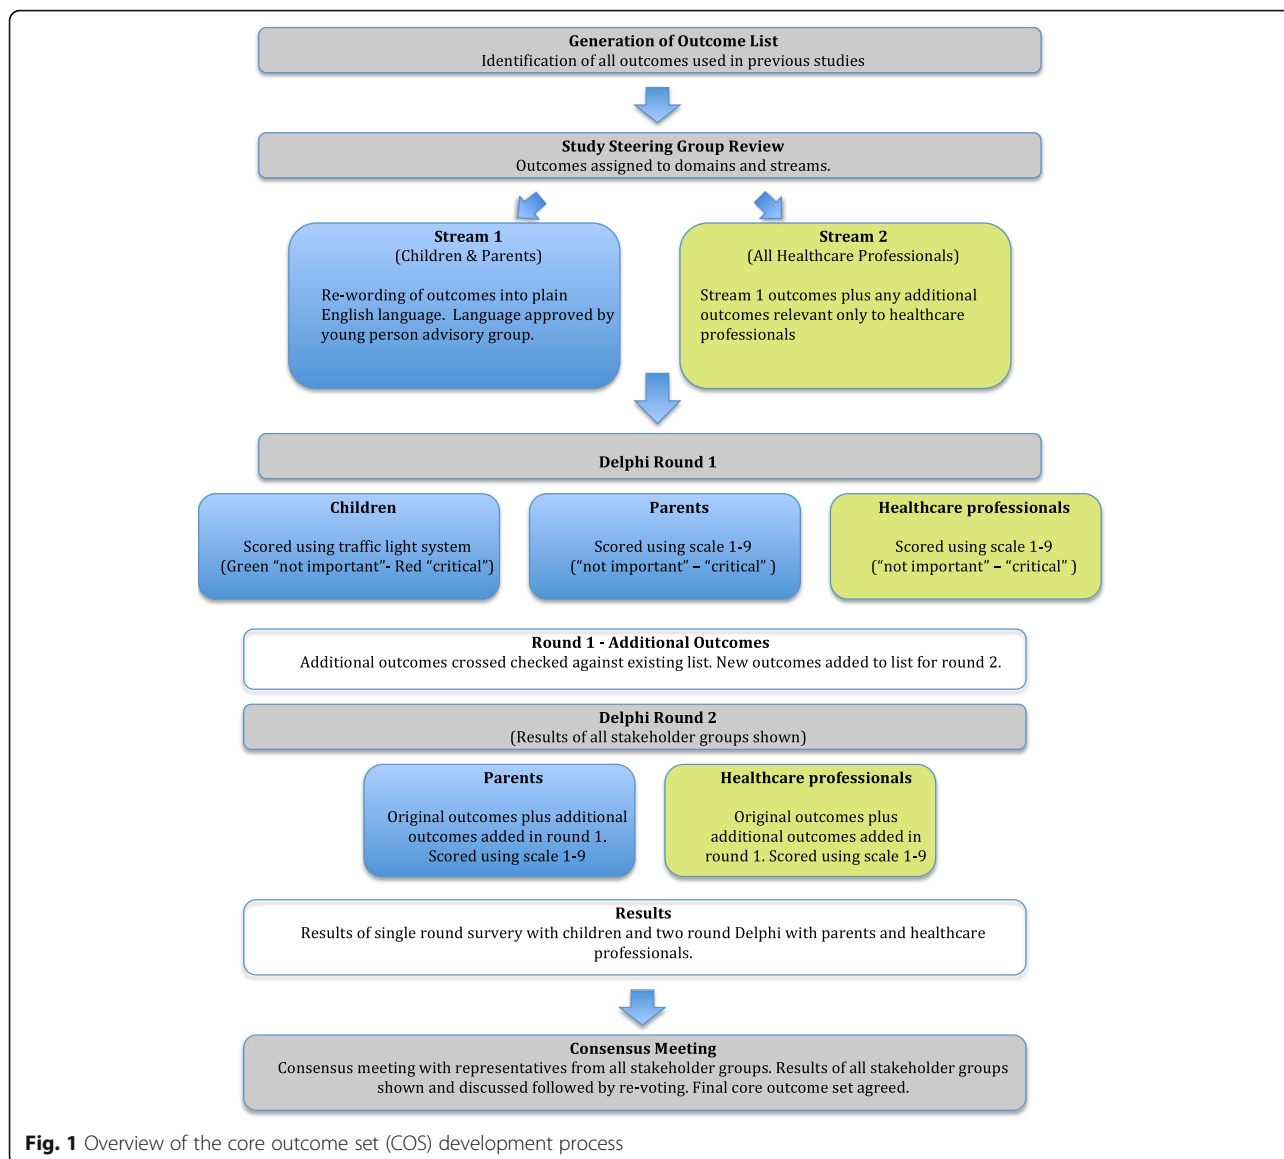 Generation of Outcome List
Identification of all outcomes used in previous studies
Study Steering Group Review
Outcomes assigned to domains and streams.
Stream 1
(Children & Parents)
Re-wording of outcomes into plain
English language. Language approved by
young person advisory group.
Stream 2
(All Healthcare Professionals)
Stream 1 outcomes plus any additional
outcomes relevant only to healthcare
professionals
Delphi Round 1
Children
Scored using traffic light system
(Green “not important”- Red “critical”)
Parents
Scored using scale 1-9
(“not important” – “critical” )
Healthcare professionals
Scored using scale 1-9
(“not important” – “critical” )
Round 1 - Additional Outcomes
Additional outcomes crossed checked against existing list. New outcomes added to list for round 2.
Delphi Round 2
(Results of all stakeholder groups shown)
Parents
Original outcomes plus additional
outcomes added in round 1.
Scored using scale 1-9
Healthcare professionals
Original outcomes plus
additional outcomes added in
round 1. Scored using scale 1-9
Results
Results of single round survery with children and two round Delphi with parents and healthcare
professionals.
Consensus Meeting
Consensus meeting with representatives from all stakeholder groups. Results of all stakeholder groups
shown and discussed followed by re-voting. Final core outcome set agreed.
Fig. 1 Overview of the core outcome set (COS) development process